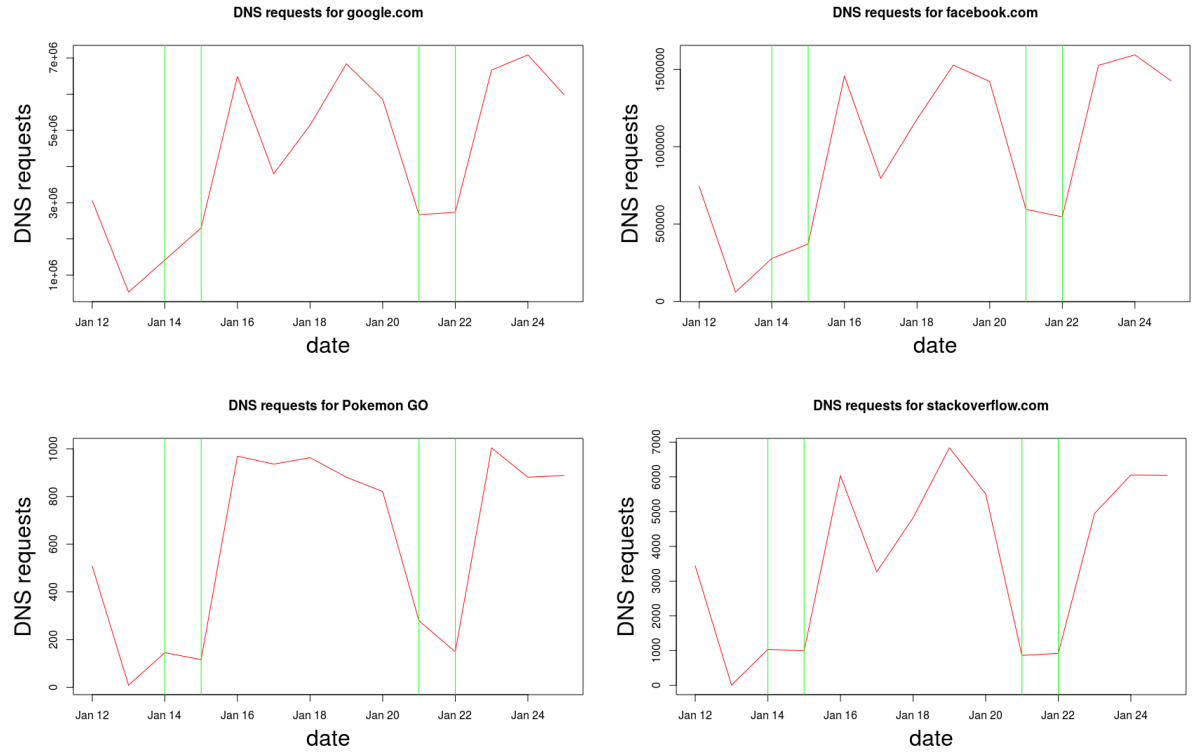 DNS requests for google.com
DNS requests
7e+06
5e+06
3e+06
1e+06
Jan 12 Jan 14 Jan 16 Jan 18 Jan 20 Jan 22 Jan 24
date
DNS requests for facebook.com
DNS requests
1500000
1000000
500000
0
Jan 12 Jan 14 Jan 16 Jan 18 Jan 20 Jan 22 Jan 24
date
DNS requests for Pokemon GO
DNS requests
1000
800
600
400
200
0
Jan 12 Jan 14 Jan 16 Jan 18 Jan 20 Jan 22 Jan 24
date
DNS requests for stackoverflow.com
DNS requests
7000
6000
5000
4000
3000
2000
1000
0
Jan 12 Jan 14 Jan 16 Jan 18 Jan 20 Jan 22 Jan 24
date